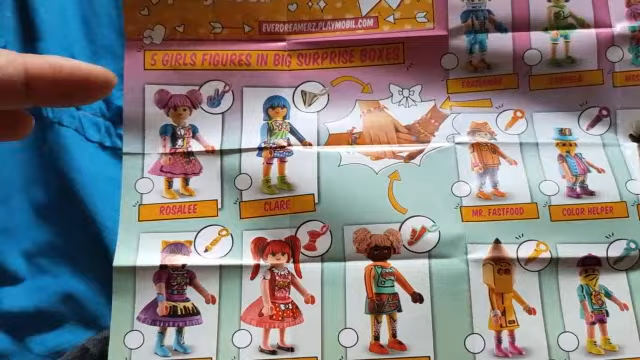 EVERDREAMERZ.PLAYMOBIL.COM
5 GIRLS FIGURES IN BIG SURPRISE BOXES
ROSALEE
CLARE
MR. FASTFOOD
COLOR HELPER